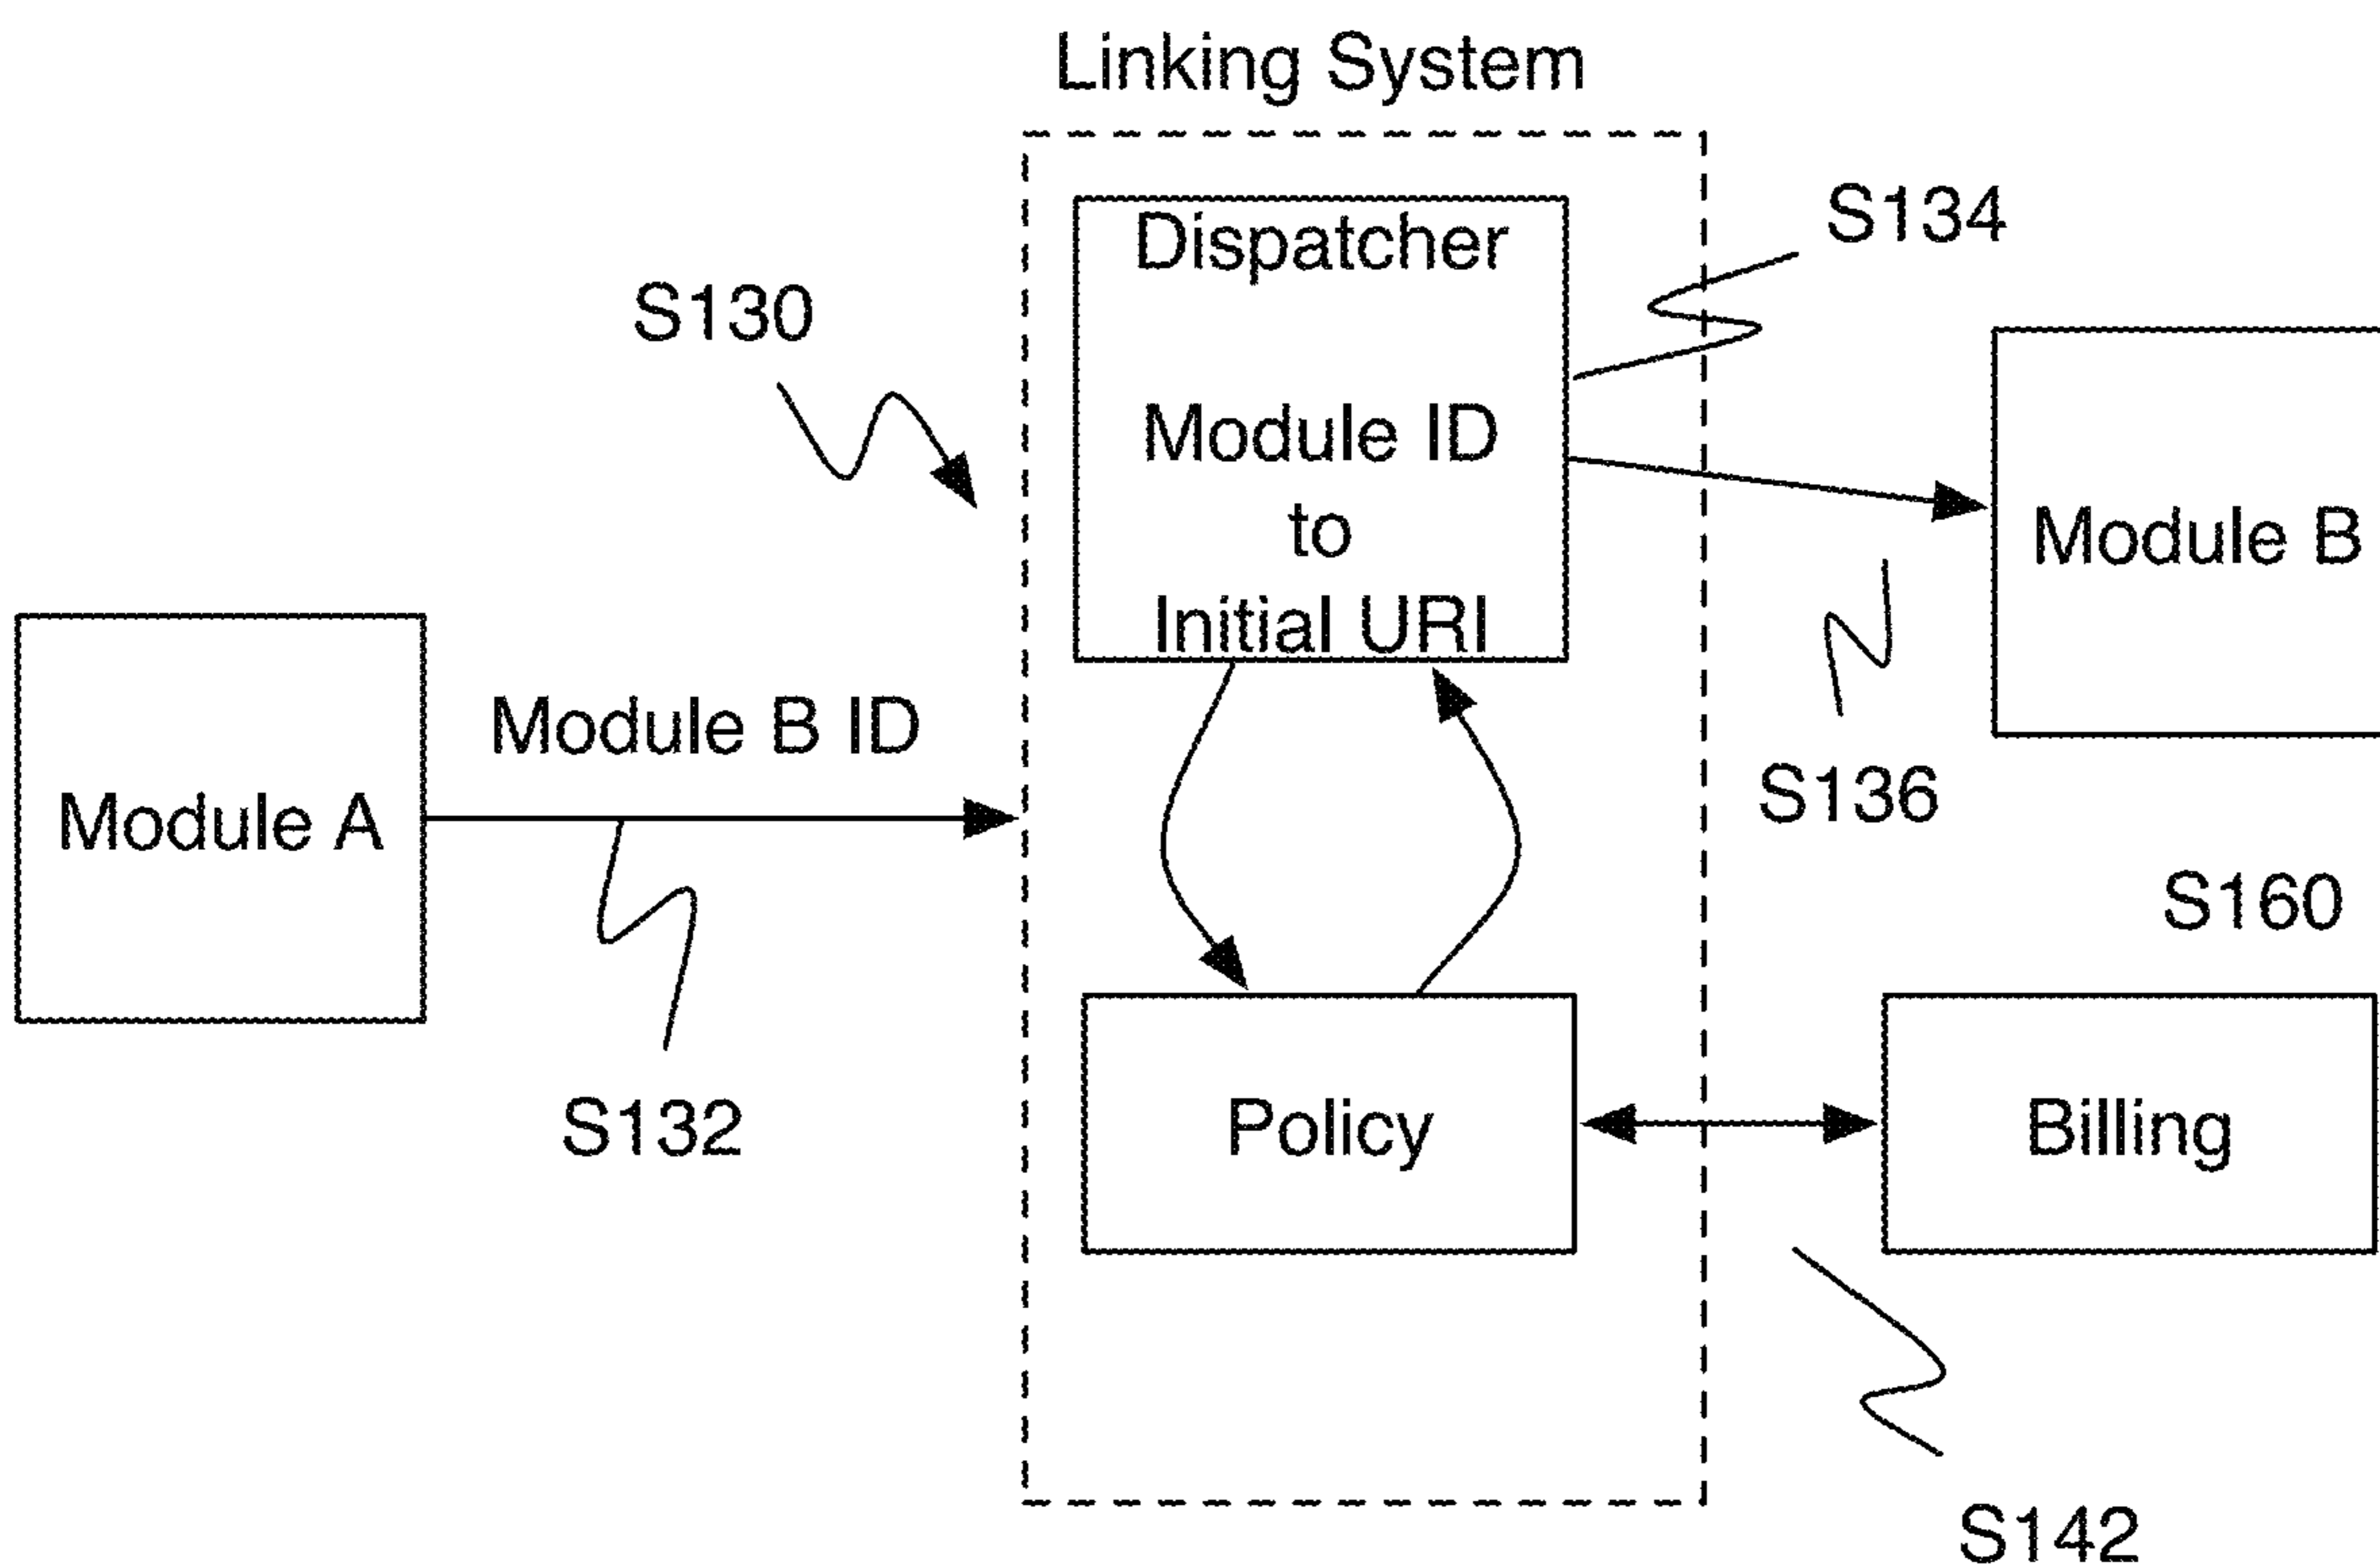 Linking System
S134
Dispatcher
S130
Module ID
to
Initial URI
Module B
Module B ID
Module A
S136
S160
S132
Policy
Billing
S142